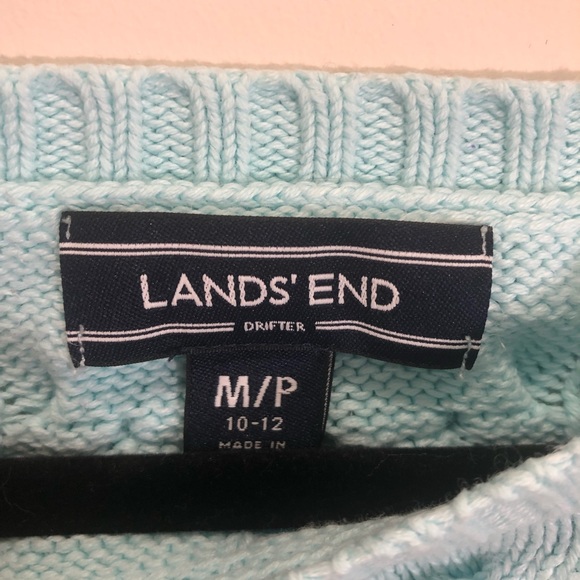 LANDS' END
DRIFTER
M/P
10-12
MADE IN